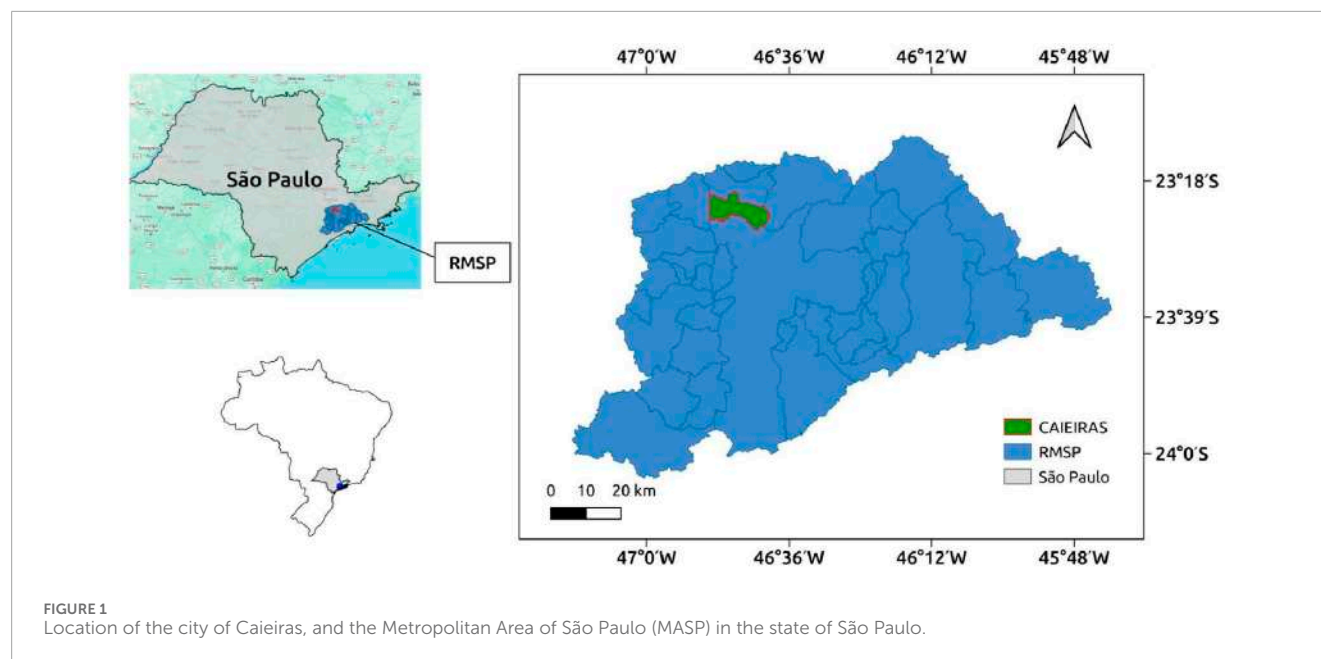 São Paulo
RMSP
47°0′W 46°36′W 46°12′W 45°48′W
23°18′S
23°39′S
24°0′S
CAIEIRAS
RMSP
São Paulo
0 10 20 km
47°0′W 46°36′W 46°12′W 45°48′W
FIGURE 1
Location of the city of Caieiras, and the Metropolitan Area of São Paulo (MASP) in the state of São Paulo.